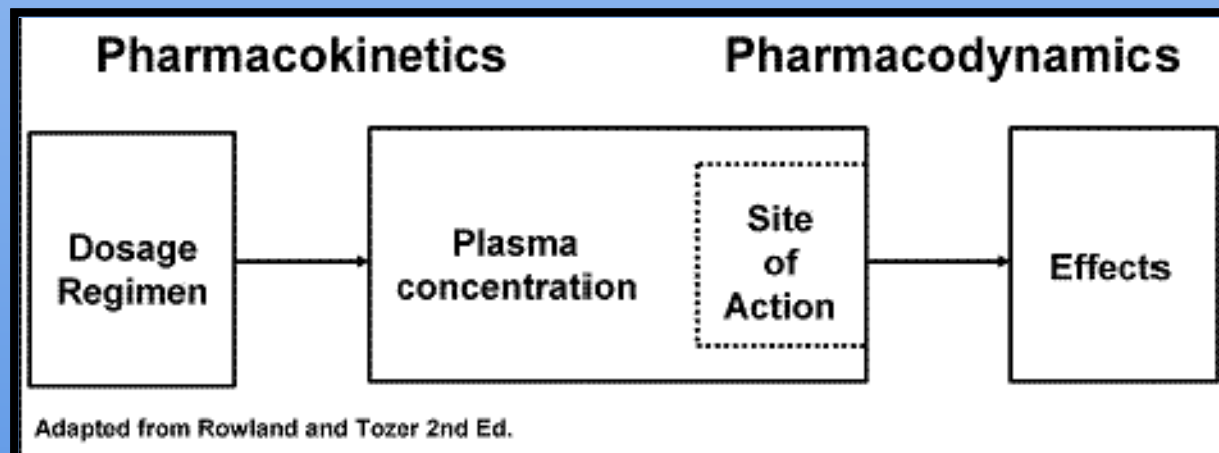 Pharmacokinetics
Pharmacodynamics
Dosage
Regimen
Plasma
concentration
Site
of
Action
Effects
Adapted from Rowland and Tozer 2nd Ed.